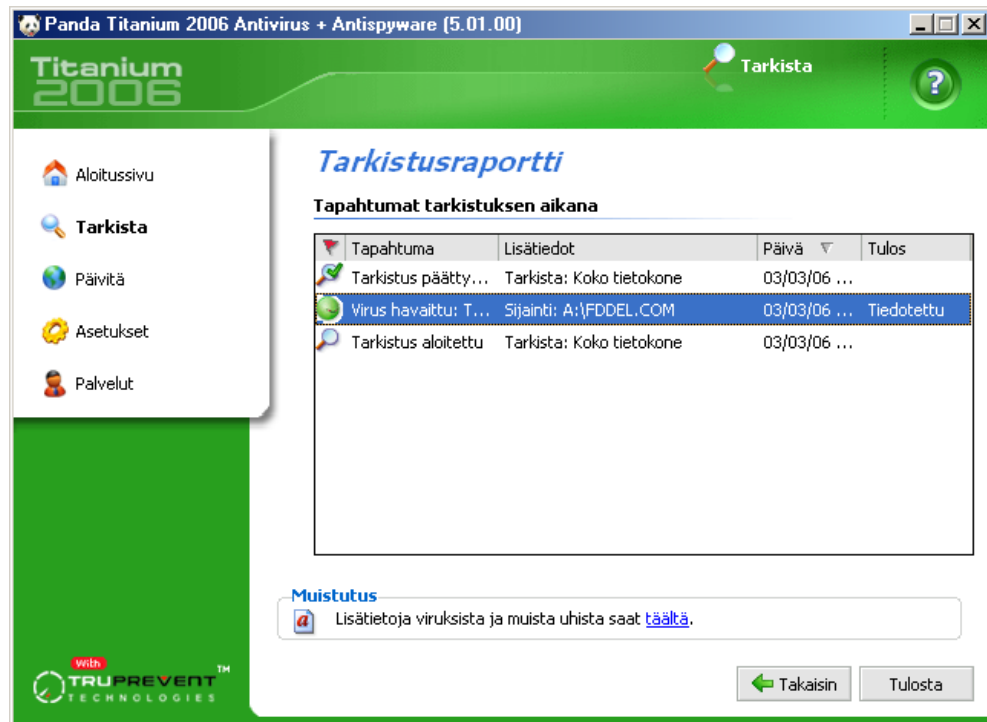 Panda Titanium 2006 Antivirus + Antispyware (5.01.00)
Titanium
2006
Tarkista
?
Aloitussivu
Tarkista
Päivitä
Asetukset
Palvelut
Tarkistusraportti
Tapahtumat tarkistuksen aikana
Tapahtuma Lisätiedot Päivä Tulos
Tarkistus päätty... Tarkista: Koko tietokone 03/03/06 ...
Virus havaittu: T... Sijainti: A:\FDDEL.COM 03/03/06 ... Tiedotettu
Tarkistus aloitettu Tarkista: Koko tietokone 03/03/06 ...
Muistutus
a Lisätietoja viruksista ja muista uhista saat täältä.
With
TRUPREVENT™
TECHNOLOGIES
Takaisin Tulosta